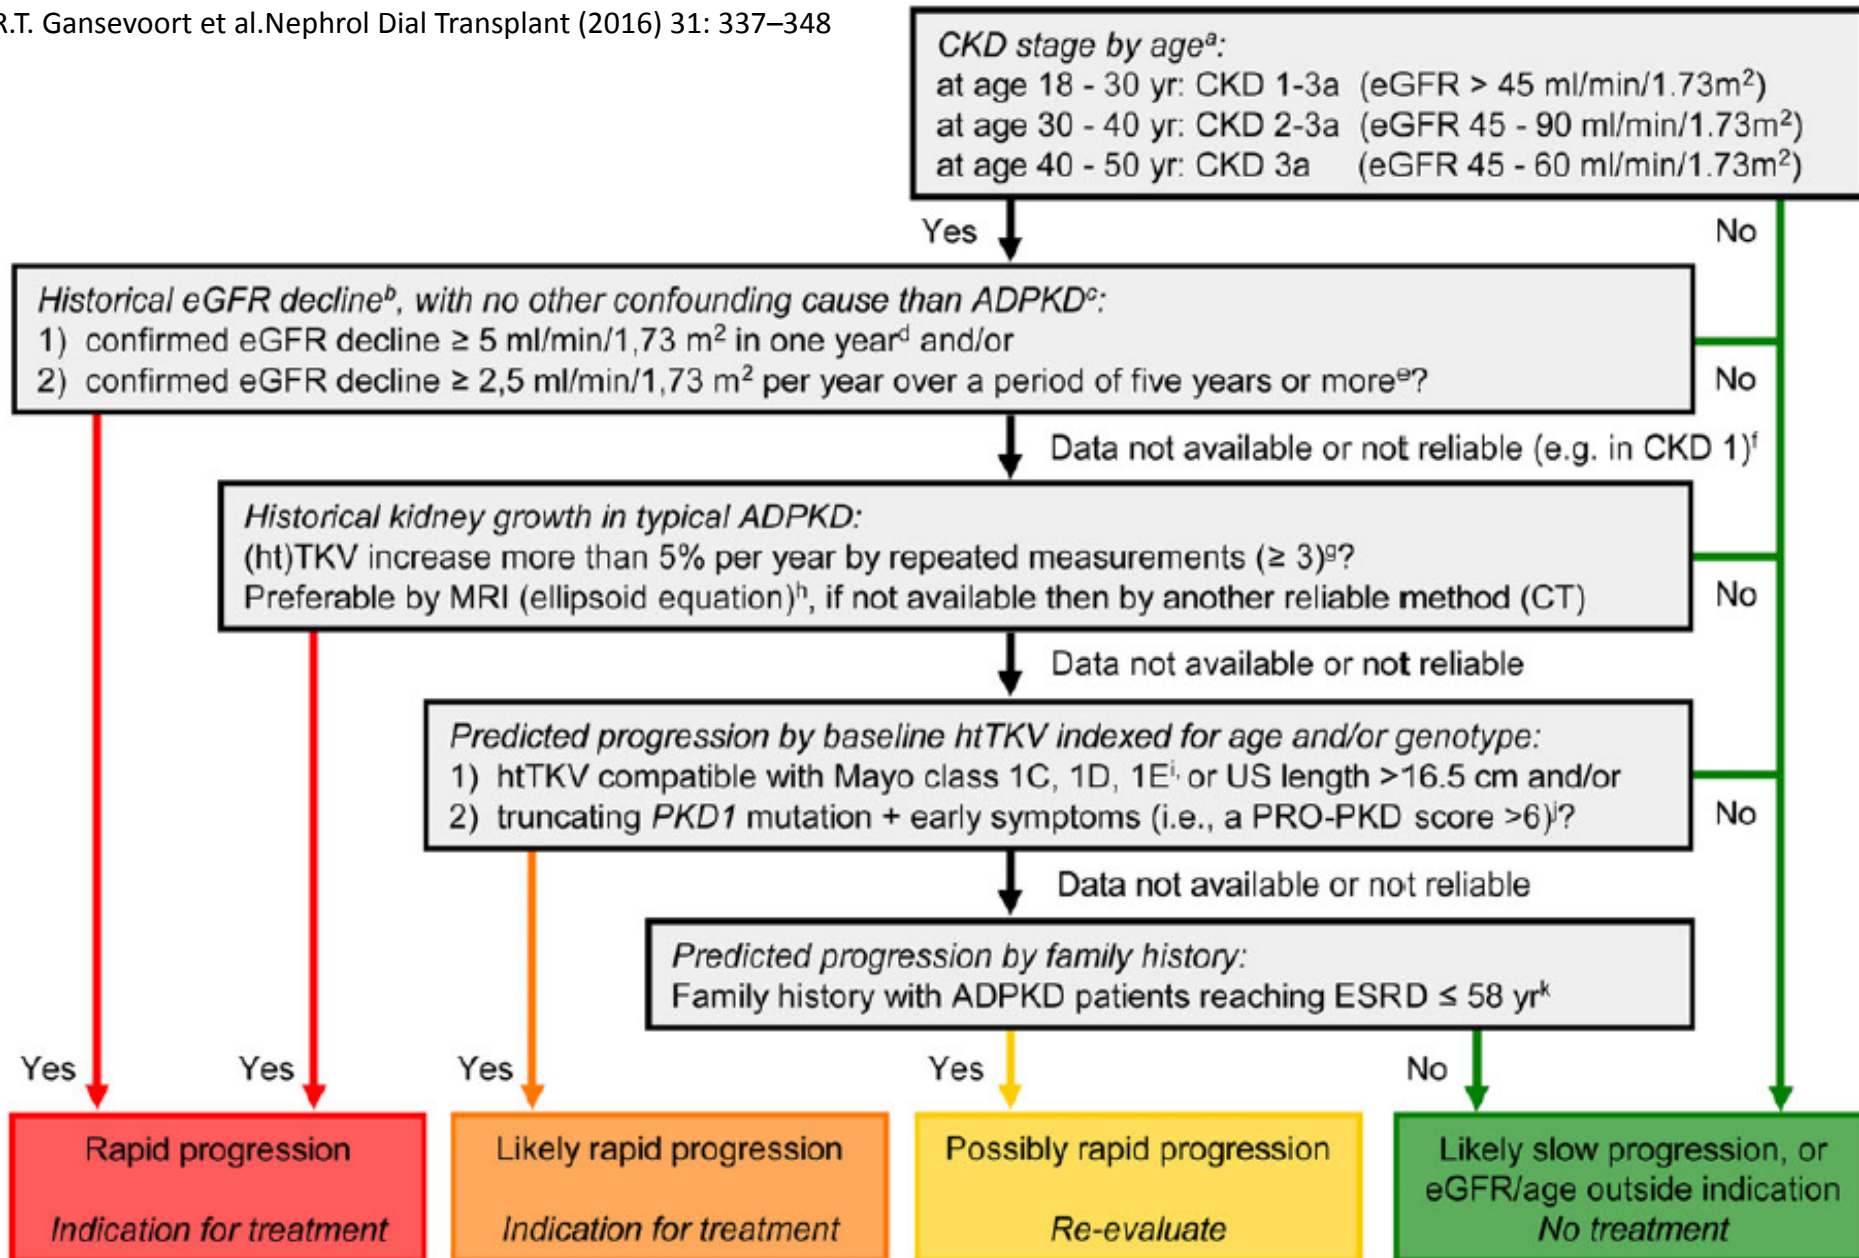 R.T. Gansevoort et al.Nephrol Dial Transplant (2016) 31: 337–348
CKD stage by ageᵃ:
at age 18 - 30 yr: CKD 1-3a (eGFR > 45 ml/min/1.73m²)
at age 30 - 40 yr: CKD 2-3a (eGFR 45 - 90 ml/min/1.73m²)
at age 40 - 50 yr: CKD 3a (eGFR 45 - 60 ml/min/1.73m²)
Yes
No
Historical eGFR declineᵇ, with no other confounding cause than ADPKDᶜ:
1) confirmed eGFR decline ≥ 5 ml/min/1,73 m² in one yearᵈ and/or
2) confirmed eGFR decline ≥ 2,5 ml/min/1,73 m² per year over a period of five years or moreᵉ?
No
Data not available or not reliable (e.g. in CKD 1)ᶠ
Historical kidney growth in typical ADPKD:
(ht)TKV increase more than 5% per year by repeated measurements (≥ 3)ᵍ?
Preferable by MRI (ellipsoid equation)ʰ, if not available then by another reliable method (CT)
No
Data not available or not reliable
Predicted progression by baseline htTKV indexed for age and/or genotype:
1) htTKV compatible with Mayo class 1C, 1D, 1Eⁱ, or US length >16.5 cm and/or
2) truncating PKD1 mutation + early symptoms (i.e., a PRO-PKD score >6)ʲ?
No
Data not available or not reliable
Predicted progression by family history:
Family history with ADPKD patients reaching ESRD ≤ 58 yrᵏ
Yes
Yes
Yes
Yes
No
Rapid progression
Indication for treatment
Likely rapid progression
Indication for treatment
Possibly rapid progression
Re-evaluate
Likely slow progression, or
eGFR/age outside indication
No treatment